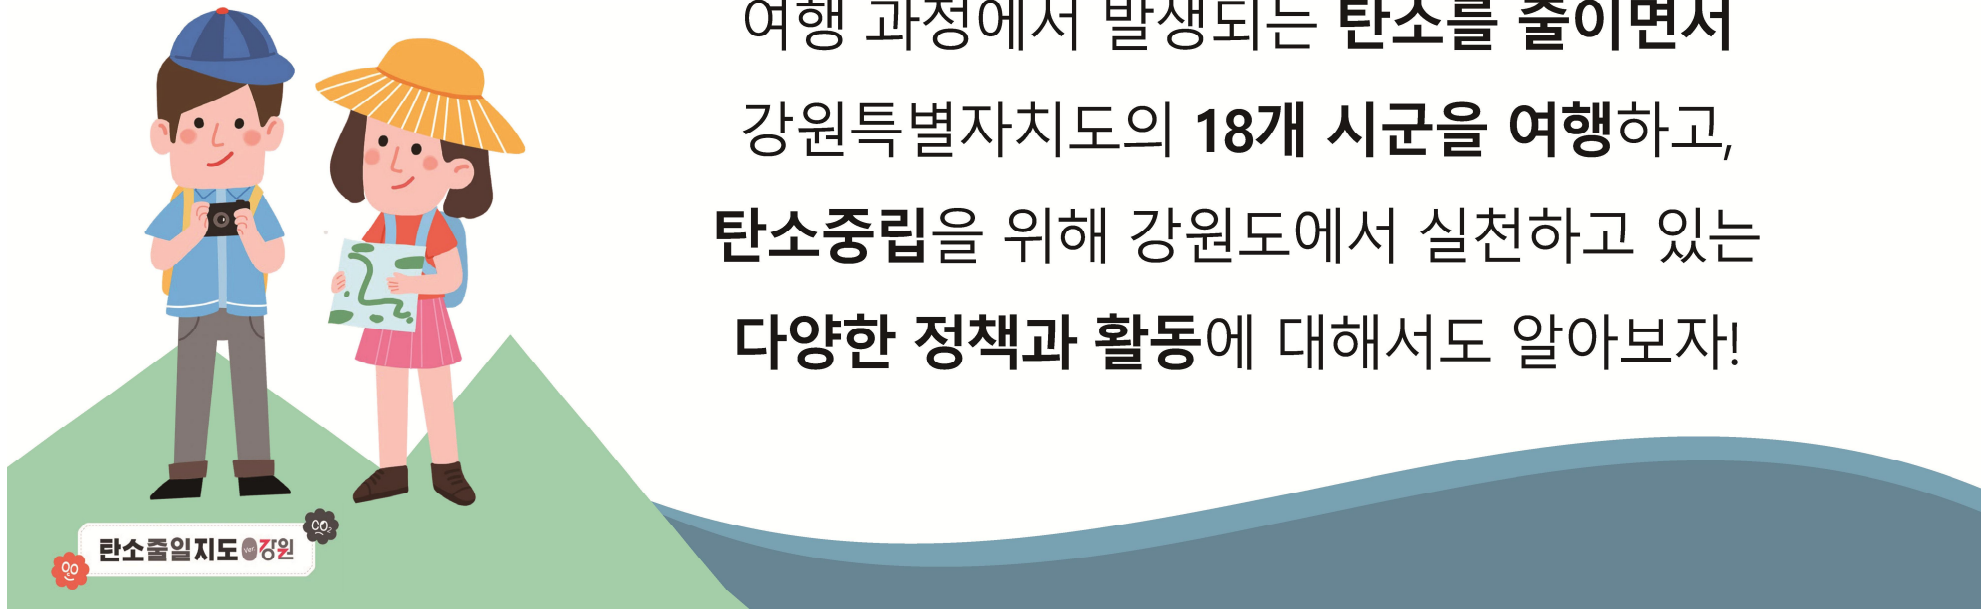 여행 과정에서 발생되는 탄소를 줄이면서
강원특별자치도의 18개 시군을 여행하고,
탄소중립을 위해 강원도에서 실천하고 있는
다양한 정책과 활동에 대해서도 알아보자!
CO2
탄소줄일지도 Ver 강원